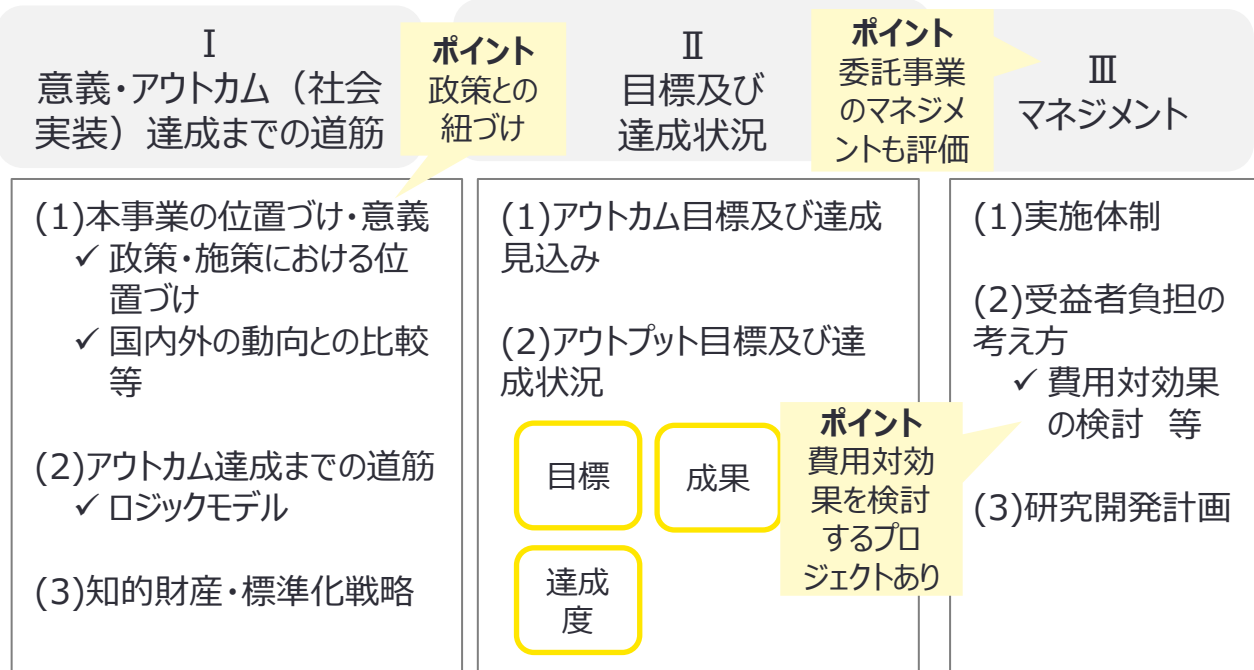 Ⅰ
意義・アウトカム（社会
実装）達成までの道筋
ポイント
政策との
紐づけ
Ⅱ
目標及び
達成状況
ポイント
委託事業
のマネジメ
ントも評価
Ⅲ
マネジメント
(1)本事業の位置づけ・意義
✓ 政策・施策における位
置づけ
✓ 国内外の動向との比較
等
(2)アウトカム達成までの道筋
✓ ロジックモデル
(3)知的財産・標準化戦略
(1)アウトカム目標及び達成
見込み
(2)アウトプット目標及び達
成状況
目標
成果
達成
度
ポイント
費用対効
果を検討
するプロ
ジェクトあり
(1)実施体制
(2)受益者負担の
考え方
✓ 費用対効果
の検討　等
(3)研究開発計画